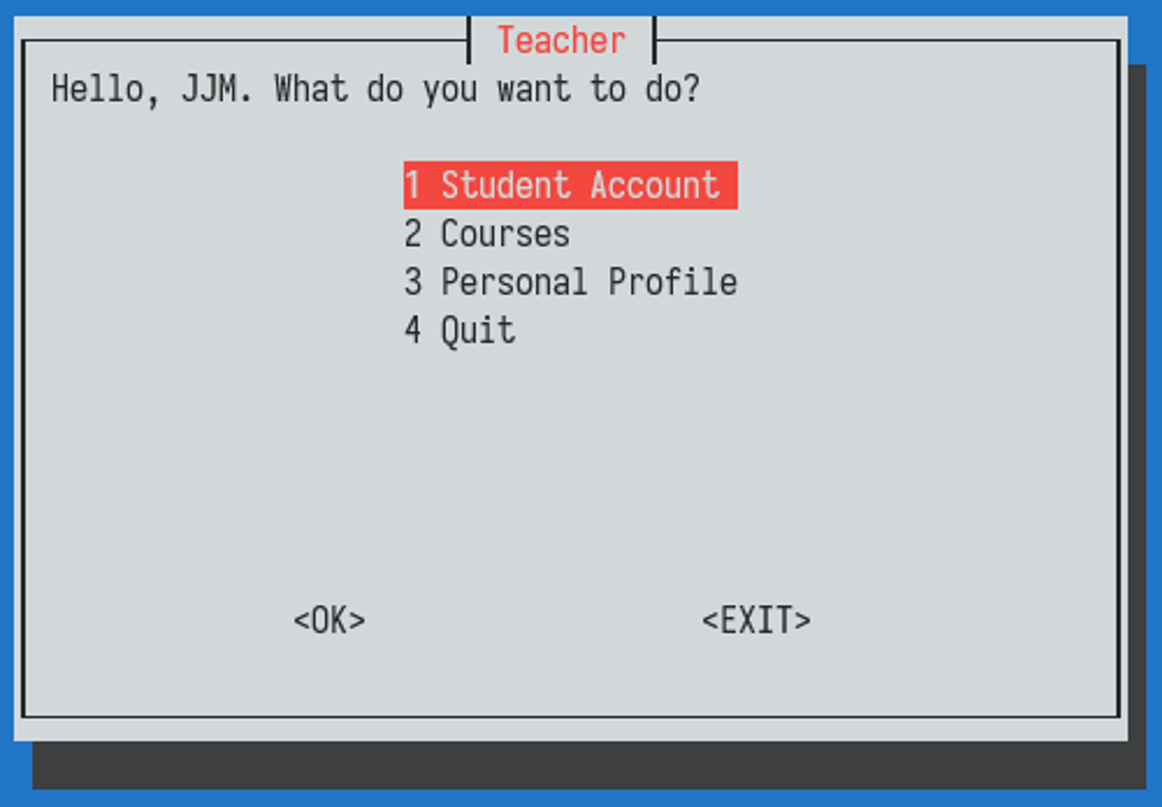 Teacher
Hello, JJM. What do you want to do?
1 Student Account
2 Courses
3 Personal Profile
4 Quit
<OK> <EXIT>